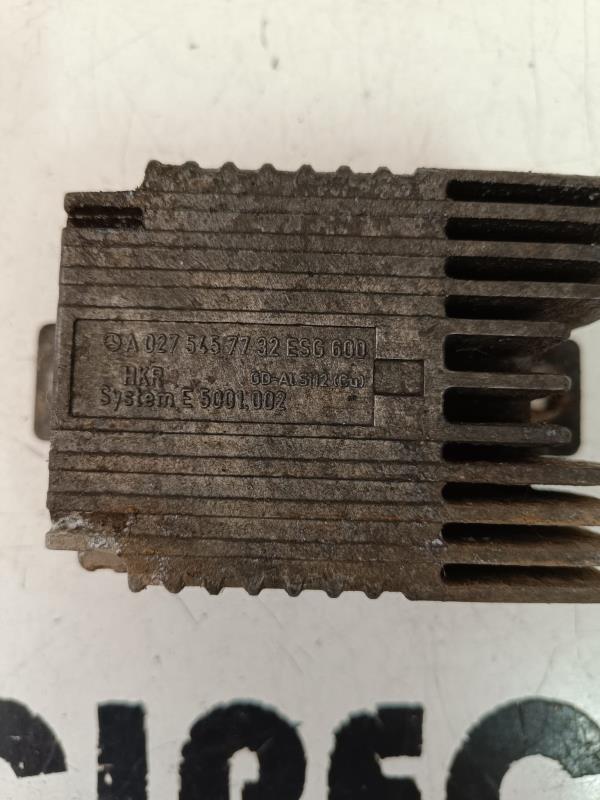 A 027 545 77 32 ESG 600
HKR GD-AlSi12(Cu)
System E 5001.002